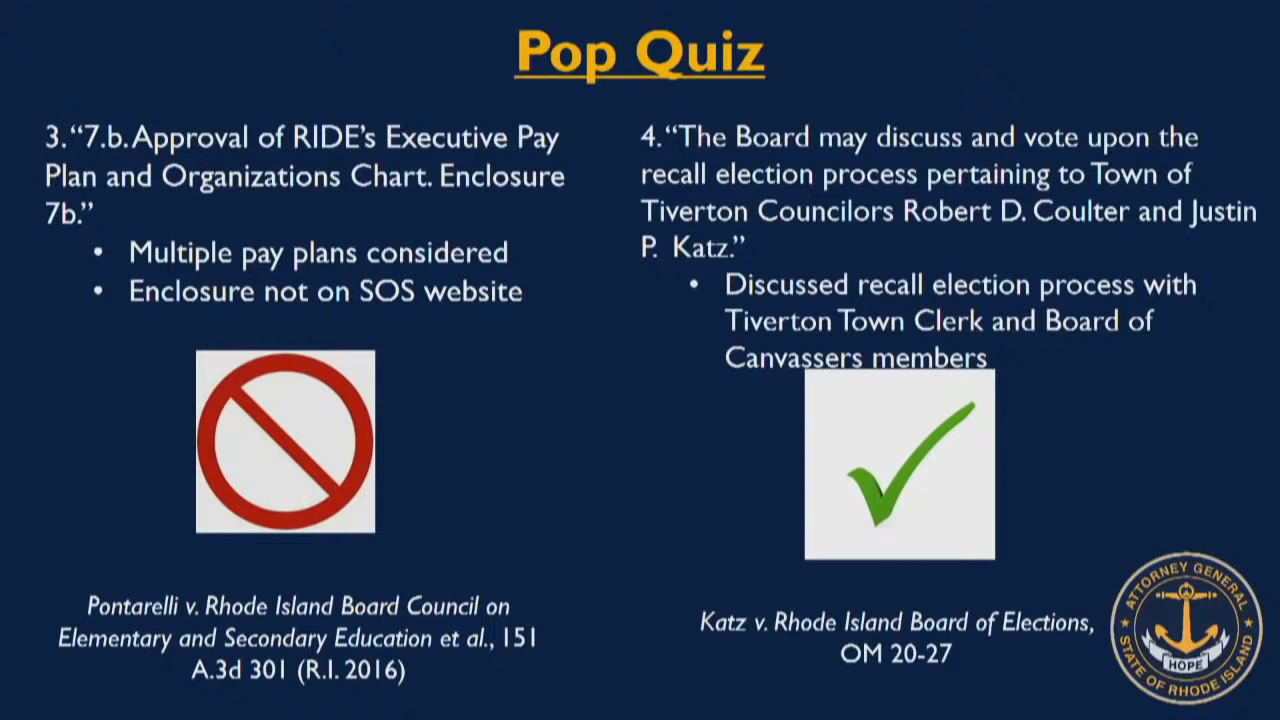 Pop Quiz
3. “7.b. Approval of RIDE’s Executive Pay
Plan and Organizations Chart. Enclosure
7b.”
• Multiple pay plans considered
• Enclosure not on SOS website
Pontarelli v. Rhode Island Board Council on
Elementary and Secondary Education et al., 151
A.3d 301 (R.I. 2016)
4. “The Board may discuss and vote upon the
recall election process pertaining to Town of
Tiverton Councilors Robert D. Coulter and Justin
P. Katz.”
• Discussed recall election process with
Tiverton Town Clerk and Board of
Canvassers members
Katz v. Rhode Island Board of Elections,
OM 20-27
ATTORNEY GENERAL
HOPE
STATE OF RHODE ISLAND